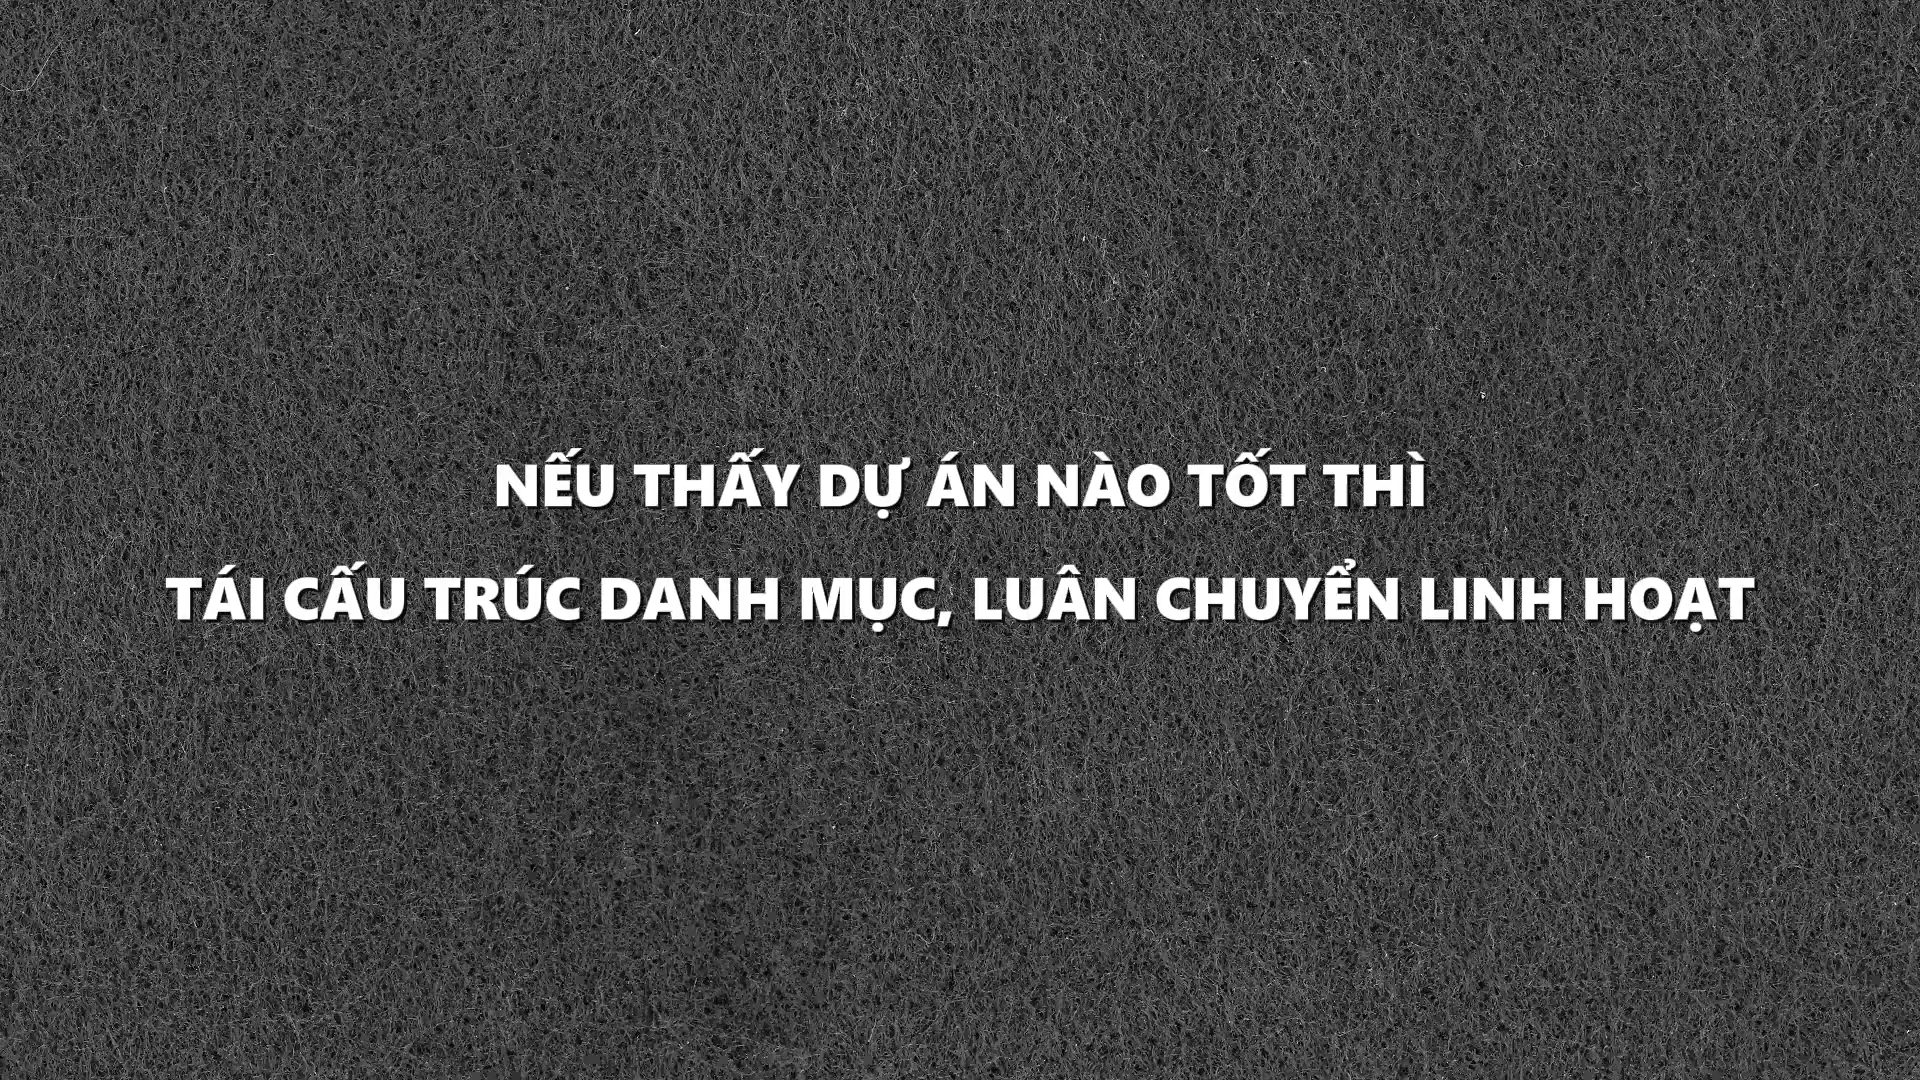 NẾU THẤY DỰ ÁN NÀO TỐT THÌ
TÁI CẤU TRÚC DANH MỤC, LUÂN CHUYỂN LINH HOẠT